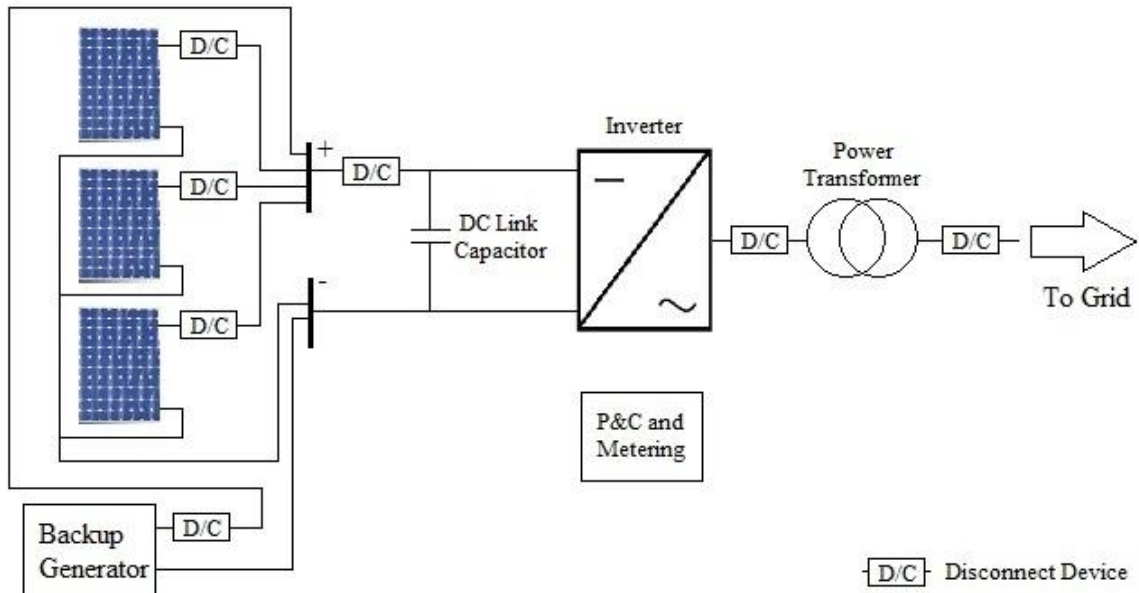 D/C
D/C
D/C
+
D/C
-
DC Link
Capacitor
Inverter
D/C
Power
Transformer
D/C
To Grid
P&C and
Metering
Backup
Generator
D/C
D/C Disconnect Device